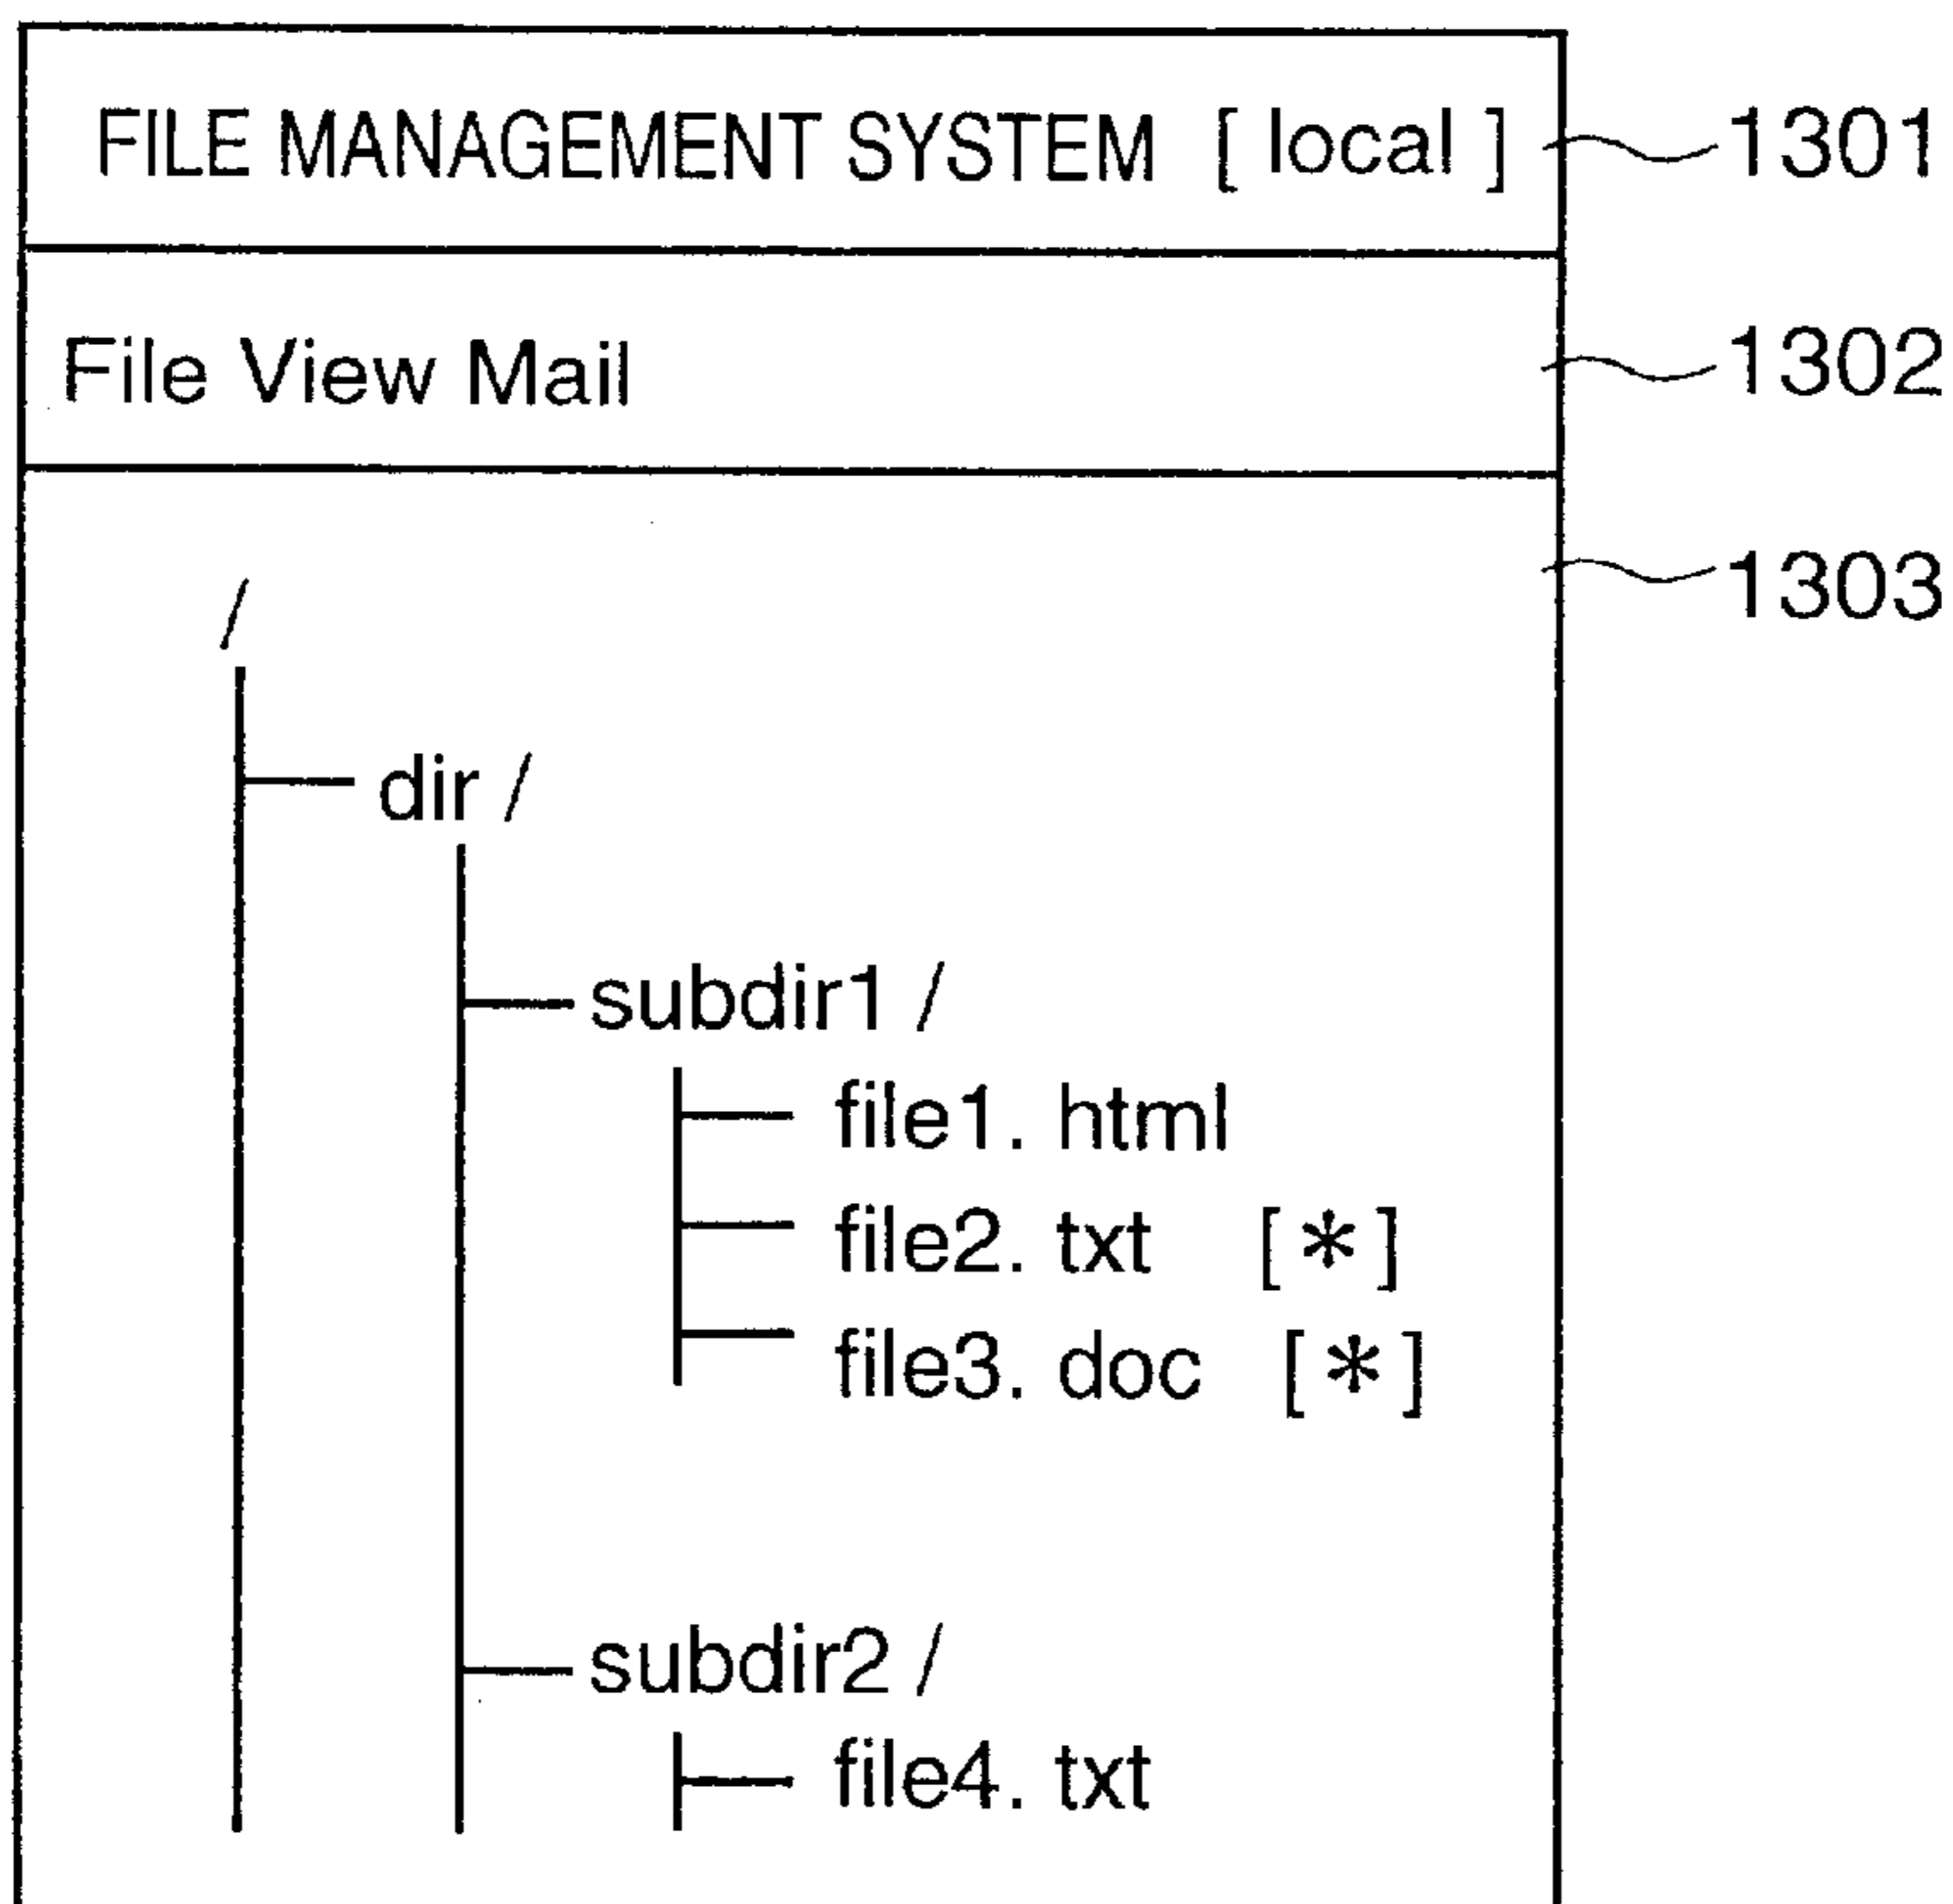 FILE MANAGEMENT SYSTEM [ local ] 1301
File View Mail 1302
1303
/
dir /
subdir1 /
file1. html
file2. txt [ * ]
file3. doc [ * ]
subdir2 /
file4. txt